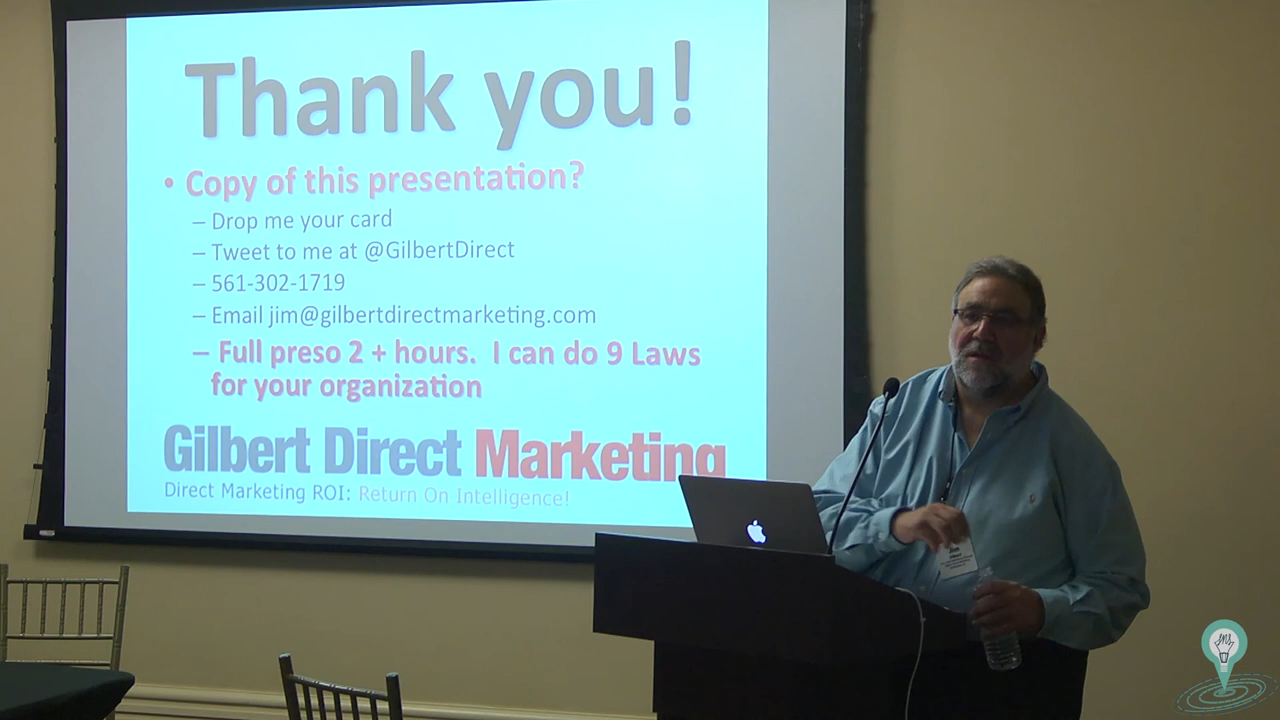 Thank you!
• Copy of this presentation?
– Drop me your card
– Tweet to me at @GilbertDirect
– 561-302-1719
– Email jim@gilbertdirectmarketing.com
– Full preso 2 + hours. I can do 9 Laws
for your organization
Gilbert Direct Marketing
Direct Marketing ROI: Return On Intelligence!
Jim